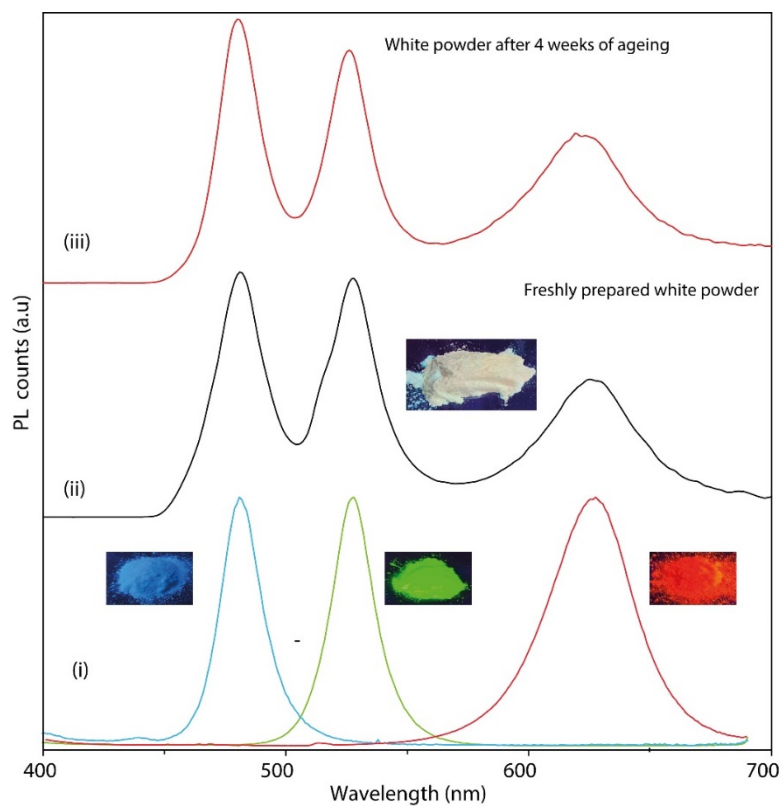 White powder after 4 weeks of ageing
(iii)
Freshly prepared white powder
PL counts (a.u)
(ii)
(i)
400 500 600 700
Wavelength (nm)